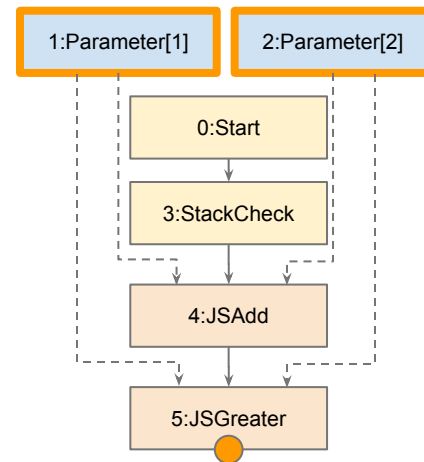 1:Parameter[1]
2:Parameter[2]
0:Start
3:StackCheck
4:JSAdd
5:JSGreater